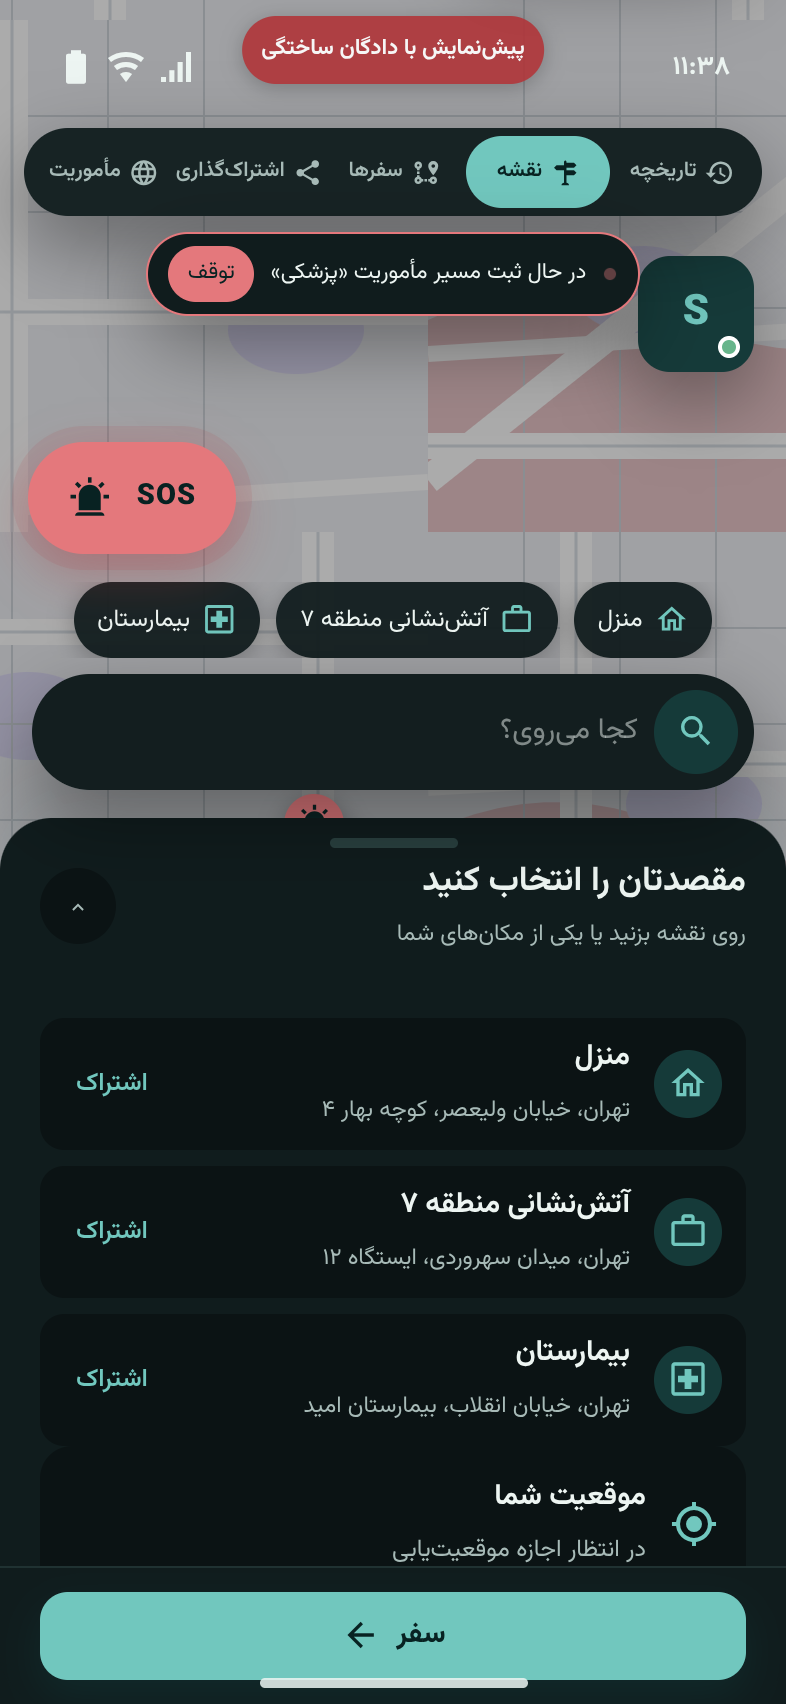 پیش‌نمایش با دادگان ساختگی
۱۱:۳۸
تاریخچه
نقشه
سفرها
اشتراک‌گذاری
مأموریت
در حال ثبت مسیر مأموریت «پزشکی»
توقف
S
SOS
منزل
آتش‌نشانی منطقه ۷
بیمارستان
کجا می‌روی؟
مقصدتان را انتخاب کنید
روی نقشه بزنید یا یکی از مکان‌های شما
منزل
تهران، خیابان ولیعصر، کوچه بهار ۴
اشتراک
آتش‌نشانی منطقه ۷
تهران، میدان سهروردی، ایستگاه ۱۲
اشتراک
بیمارستان
تهران، خیابان انقلاب، بیمارستان امید
اشتراک
موقعیت شما
در انتظار اجازه موقعیت‌یابی
سفر